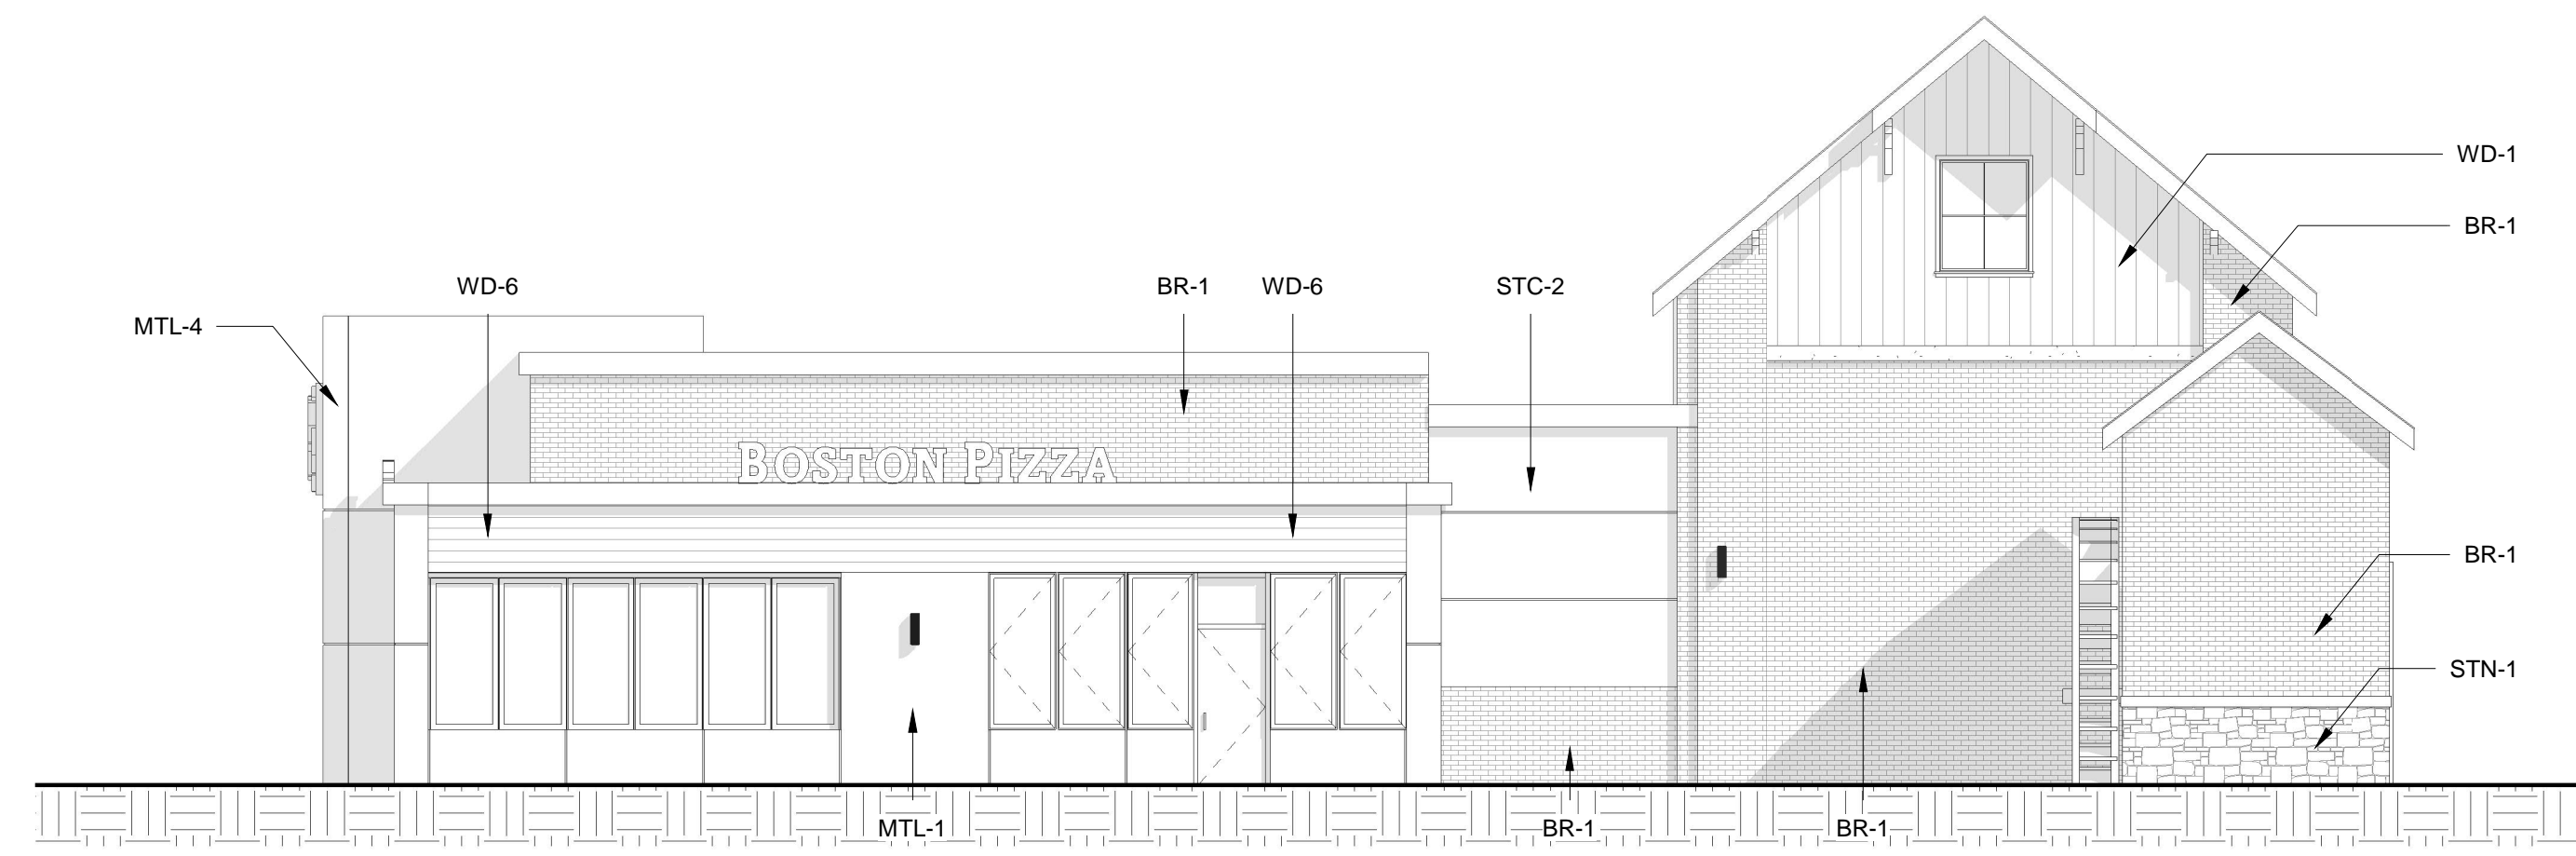 WD-1
BR-1
WD-6
BR-1
WD-6
STC-2
MTL-4
BOSTON PIZZA
BR-1
STN-1
MTL-1
BR-1
BR-1